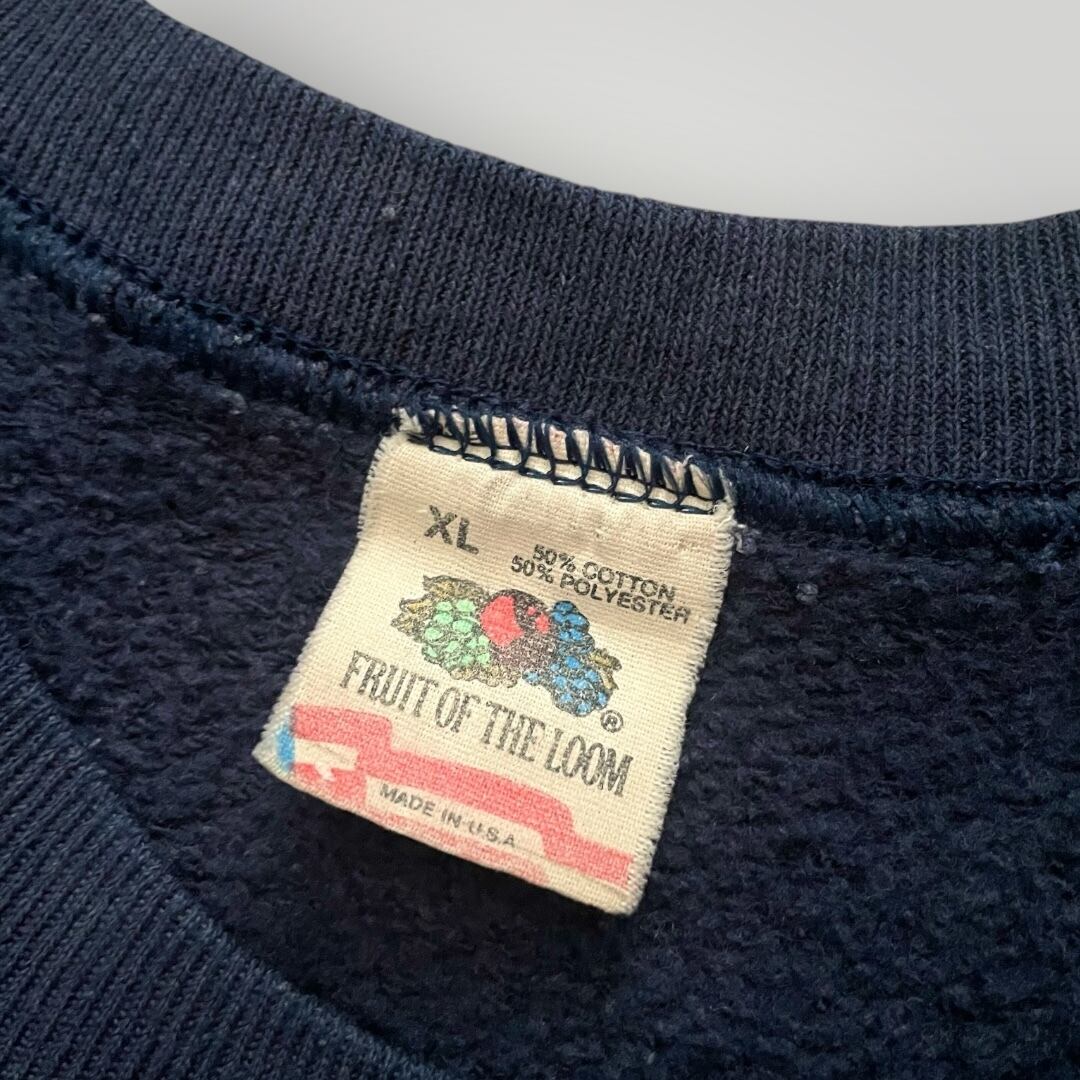 XL
50% COTTON
50% POLYESTER
FRUIT OF THE LOOM
®
MADE IN U.S.A